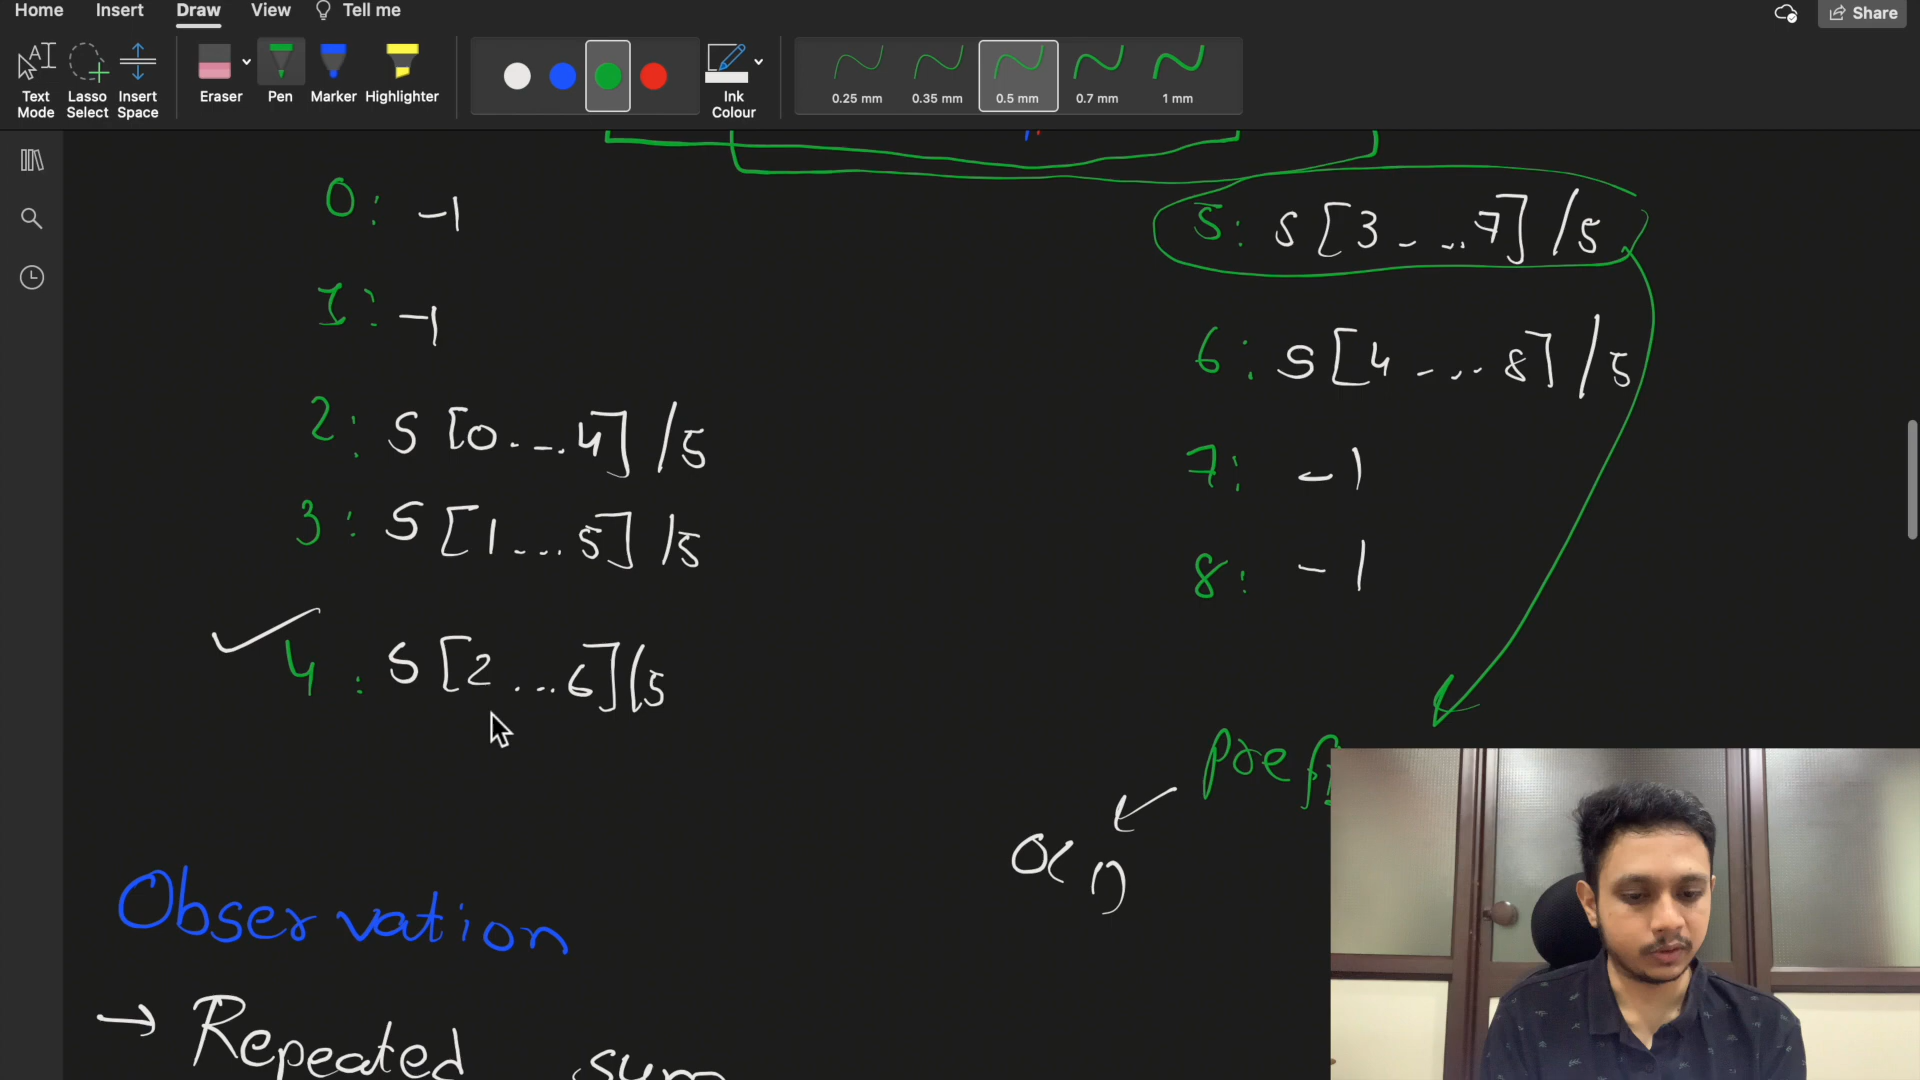 Home Insert Draw View Tell me Share
Text Mode Lasso Select Insert Space Eraser Pen Marker Highlighter Ink Colour 0.25 mm 0.35 mm 0.5 mm 0.7 mm 1 mm
0: -1
1: -1
2: S [0....4] /5
3: S [1...5] /5
4: S [2...6] /5
5: S [3....7] /5
6: S [4....8] /5
7: -1
8: -1
O(1)
Observation
→ Repeated sum